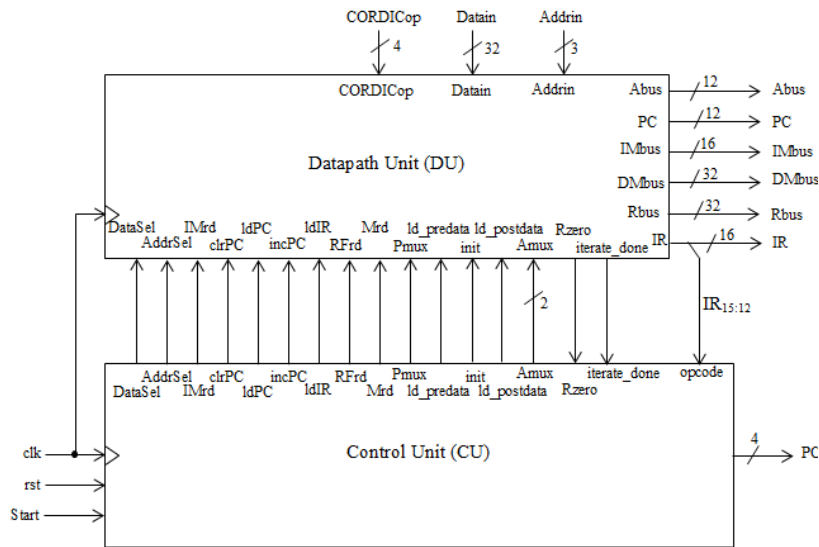 CORDICop Datain Addrin
4 32 3
CORDICop Datain Addrin
Abus 12 Abus
PC 12 PC
IMbus 16 IMbus
DMbus 32 DMbus
Rbus 32 Rbus
IR 16 IR
Datapath Unit (DU)
DataSel IMrd ldPC ldIR Mrd ld_predata ld_postdata Rzero
AddrSel clrPC incPC RFrd Pmux init Amux iterate_done
2
IR15:12
AddrSel clrPC incPC RFrd Pmux init Amux iterate_done opcode
DataSel IMrd ldPC ldIR Mrd ld_predata ld_postdata Rzero
Control Unit (CU)
clk
rst
Start
4